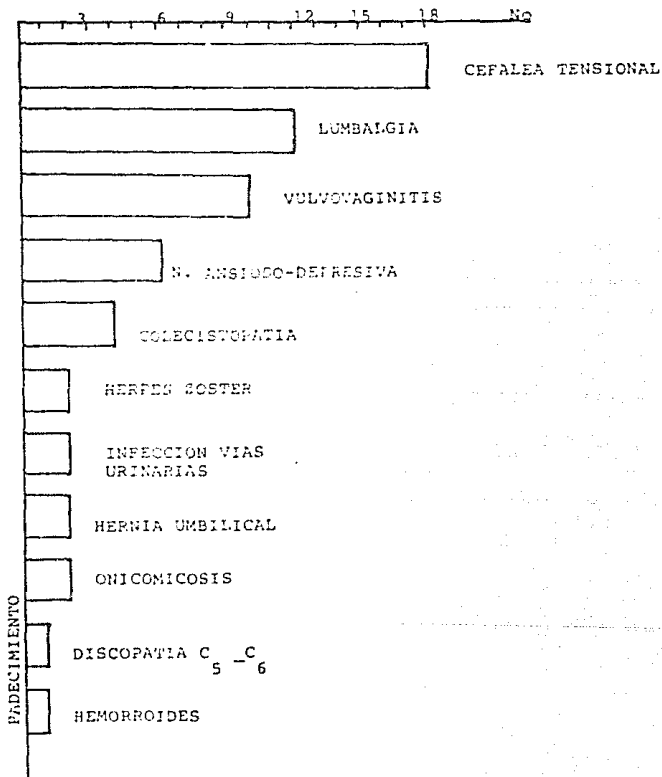 3 6 9 12 15 18 No
CEFALEA TENSIONAL
LUMBALGIA
VULVOVAGINITIS
N. ANSIOSO-DEPRESIVA
COLECISTOPATIA
HERPES ZOSTER
INFECCION VIAS
URINARIAS
HERNIA UMBILICAL
ONICOMICOSIS
DISCOPATIA C5 _C6
HEMORROIDES
PADECIMIENTO